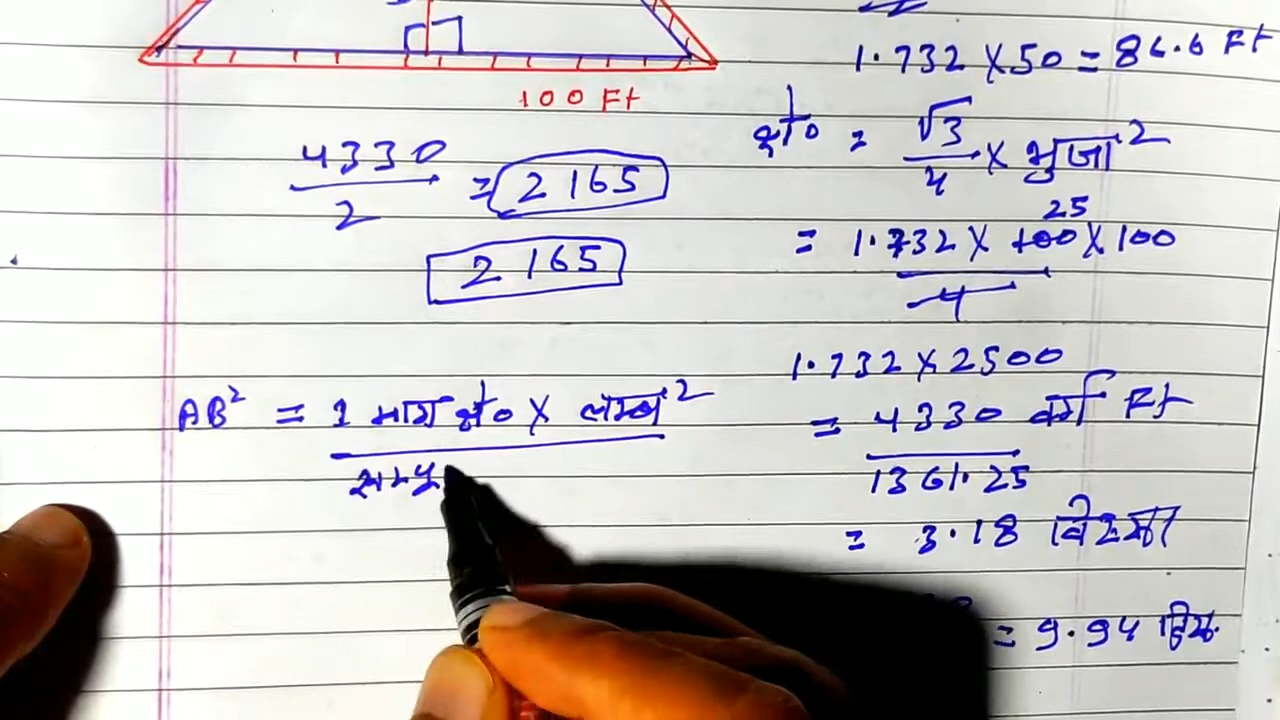 100 Ft
4330
2
= 2165
2165
AB² = 1 भाग क्षे० × लम्ब²
सम्पू
1.732 × 50 = 86.6 Ft
क्षे० = √3/4 × भुजा²
25
= 1.732 × 100 × 100
4
1.732 × 2500
= 4330 वर्ग Ft
1361.25
= 3.18 विस्वा
= 9.94 डिस.